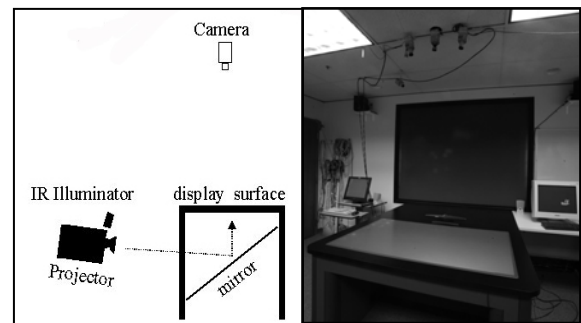 Camera
IR Illuminator
display surface
Projector
mirror